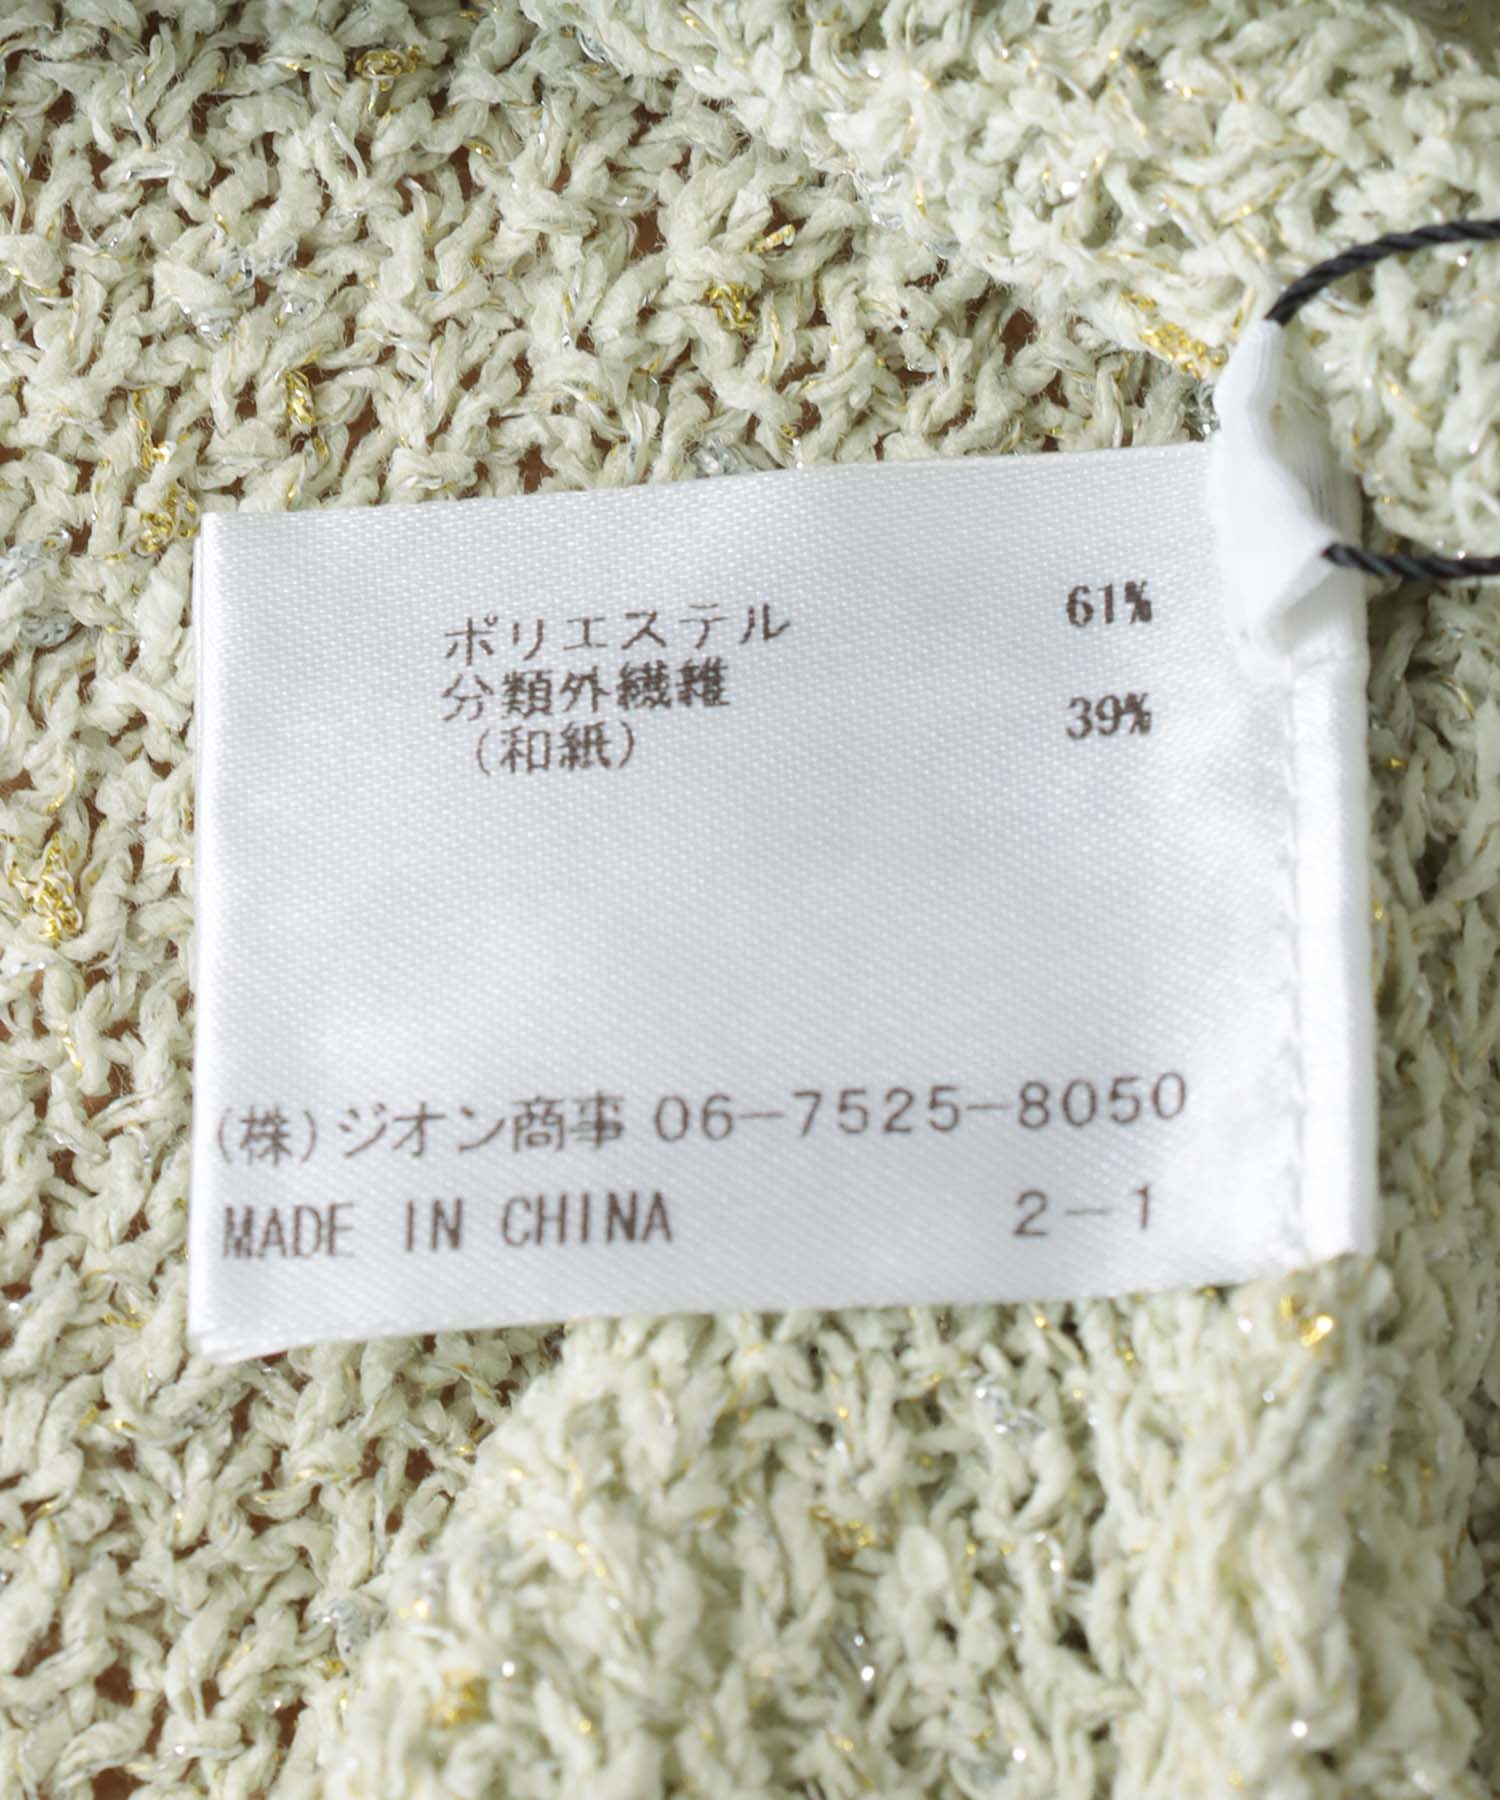 ポリエステル 61%
分類外繊維 39%
(和紙)
(株)ジオン商事 06-7525-8050
MADE IN CHINA 2-1